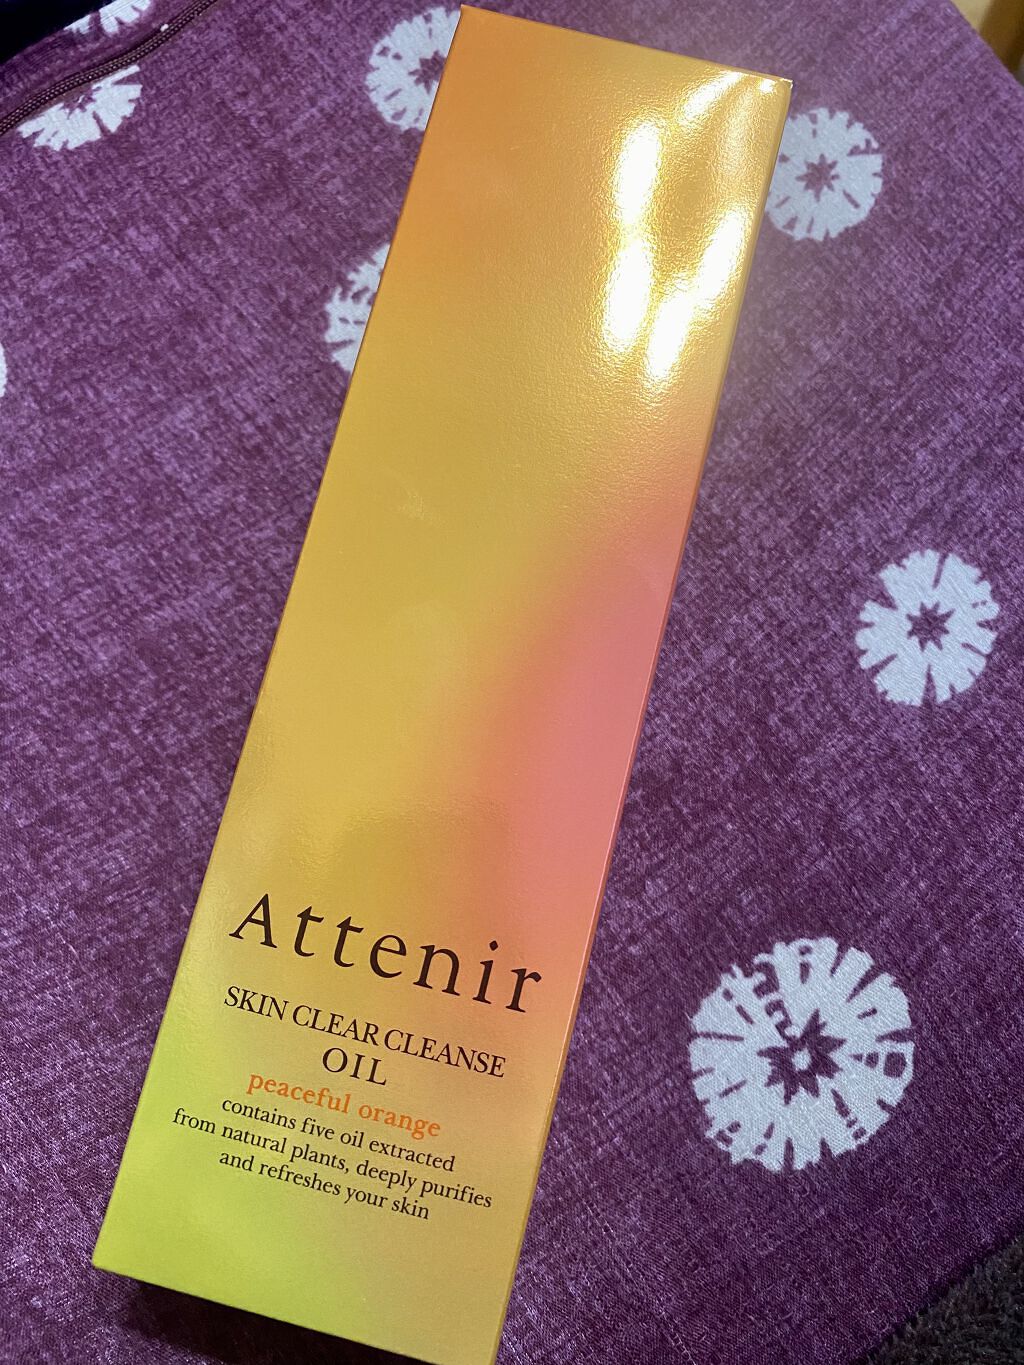 Attenir
SKIN CLEAR CLEANSE
OIL
peaceful orange
contains five oil extracted
from natural plants, deeply purifies
and refreshes your skin